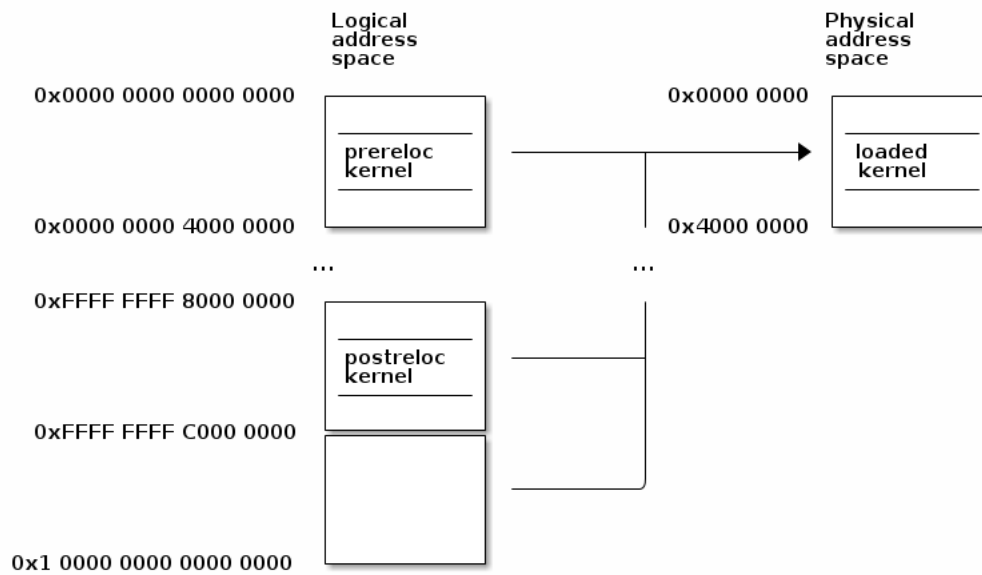 Logical
address
space
Physical
address
space
0x0000 0000 0000 0000
0x0000 0000
prereloc
kernel
loaded
kernel
0x0000 0000 4000 0000
0x4000 0000
...
...
0xFFFF FFFF 8000 0000
postreloc
kernel
0xFFFF FFFF C000 0000
0x1 0000 0000 0000 0000